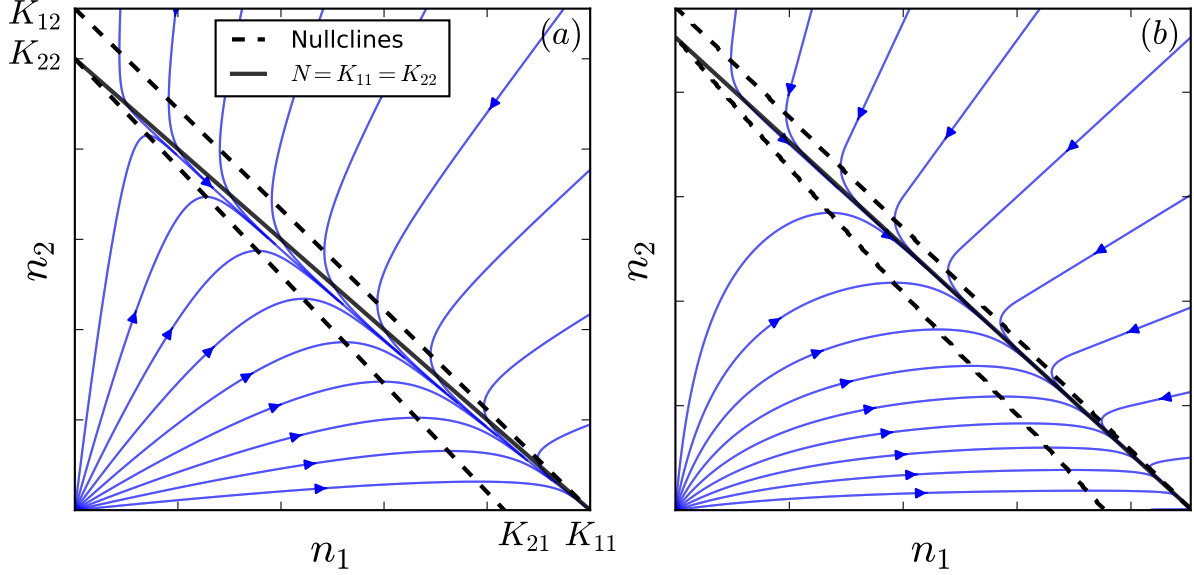 K₁₂
K₂₂
Nullclines
N = K₁₁ = K₂₂
(a)
n₂
K₂₁ K₁₁
n₁
(b)
n₂
n₁